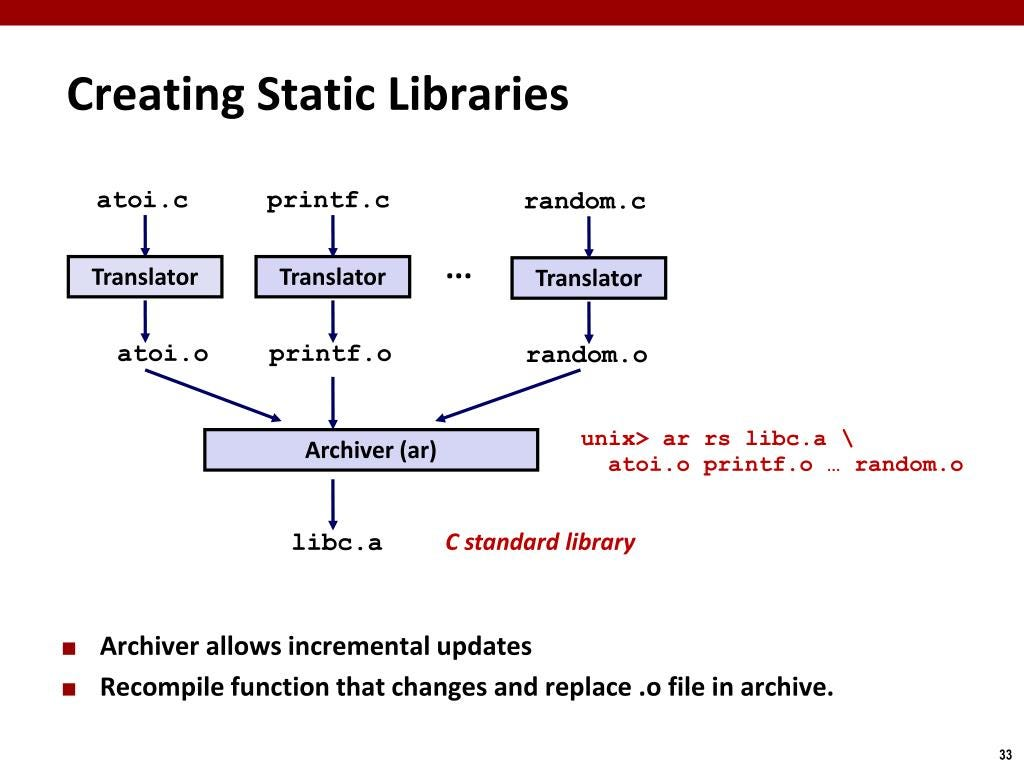 Creating Static Libraries
atoi.c printf.c random.c
Translator Translator ... Translator
atoi.o printf.o random.o
Archiver (ar)
unix> ar rs libc.a \
atoi.o printf.o … random.o
libc.a C standard library
Archiver allows incremental updates
Recompile function that changes and replace .o file in archive.
33